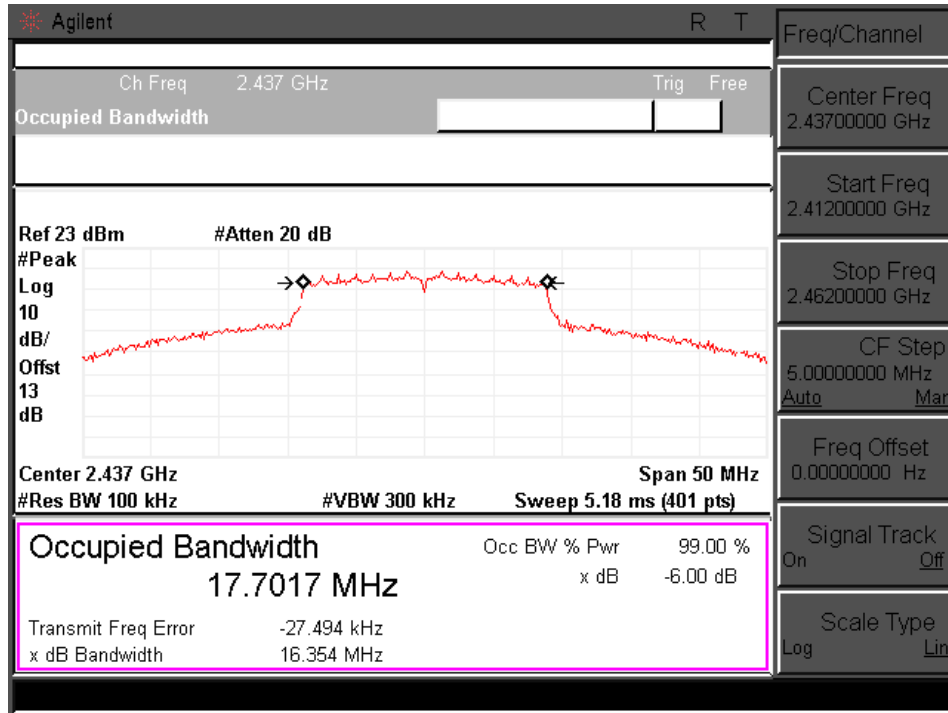 Agilent R T
Freq/Channel
Ch Freq 2.437 GHz Trig Free
Occupied Bandwidth
Center Freq
2.43700000 GHz
Start Freq
2.41200000 GHz
Stop Freq
2.46200000 GHz
CF Step
5.00000000 MHz
Auto Man
Freq Offset
0.00000000 Hz
Signal Track
On Off
Scale Type
Log Lin
Ref 23 dBm #Atten 20 dB
#Peak
Log
10
dB/
Offst
13
dB
Center 2.437 GHz Span 50 MHz
#Res BW 100 kHz #VBW 300 kHz Sweep 5.18 ms (401 pts)
Occupied Bandwidth Occ BW % Pwr 99.00 %
17.7017 MHz x dB -6.00 dB
Transmit Freq Error -27.494 kHz
x dB Bandwidth 16.354 MHz